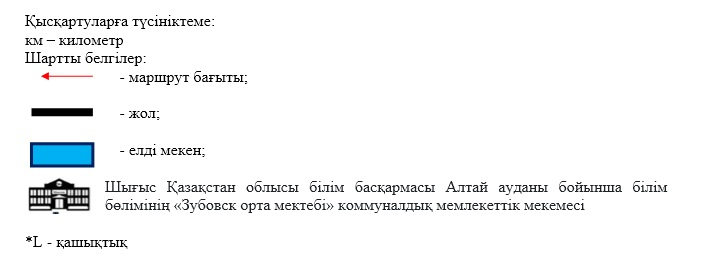 Қысқартуларға түсініктеме:
км – километр
Шартты белгілер:
- маршрут бағыты;
- жол;
- елді мекен;
Шығыс Қазақстан облысы білім басқармасы Алтай ауданы бойынша білім
бөлімінің «Зубовск орта мектебі» коммуналдық мемлекеттік мекемесі
*L - қашықтық